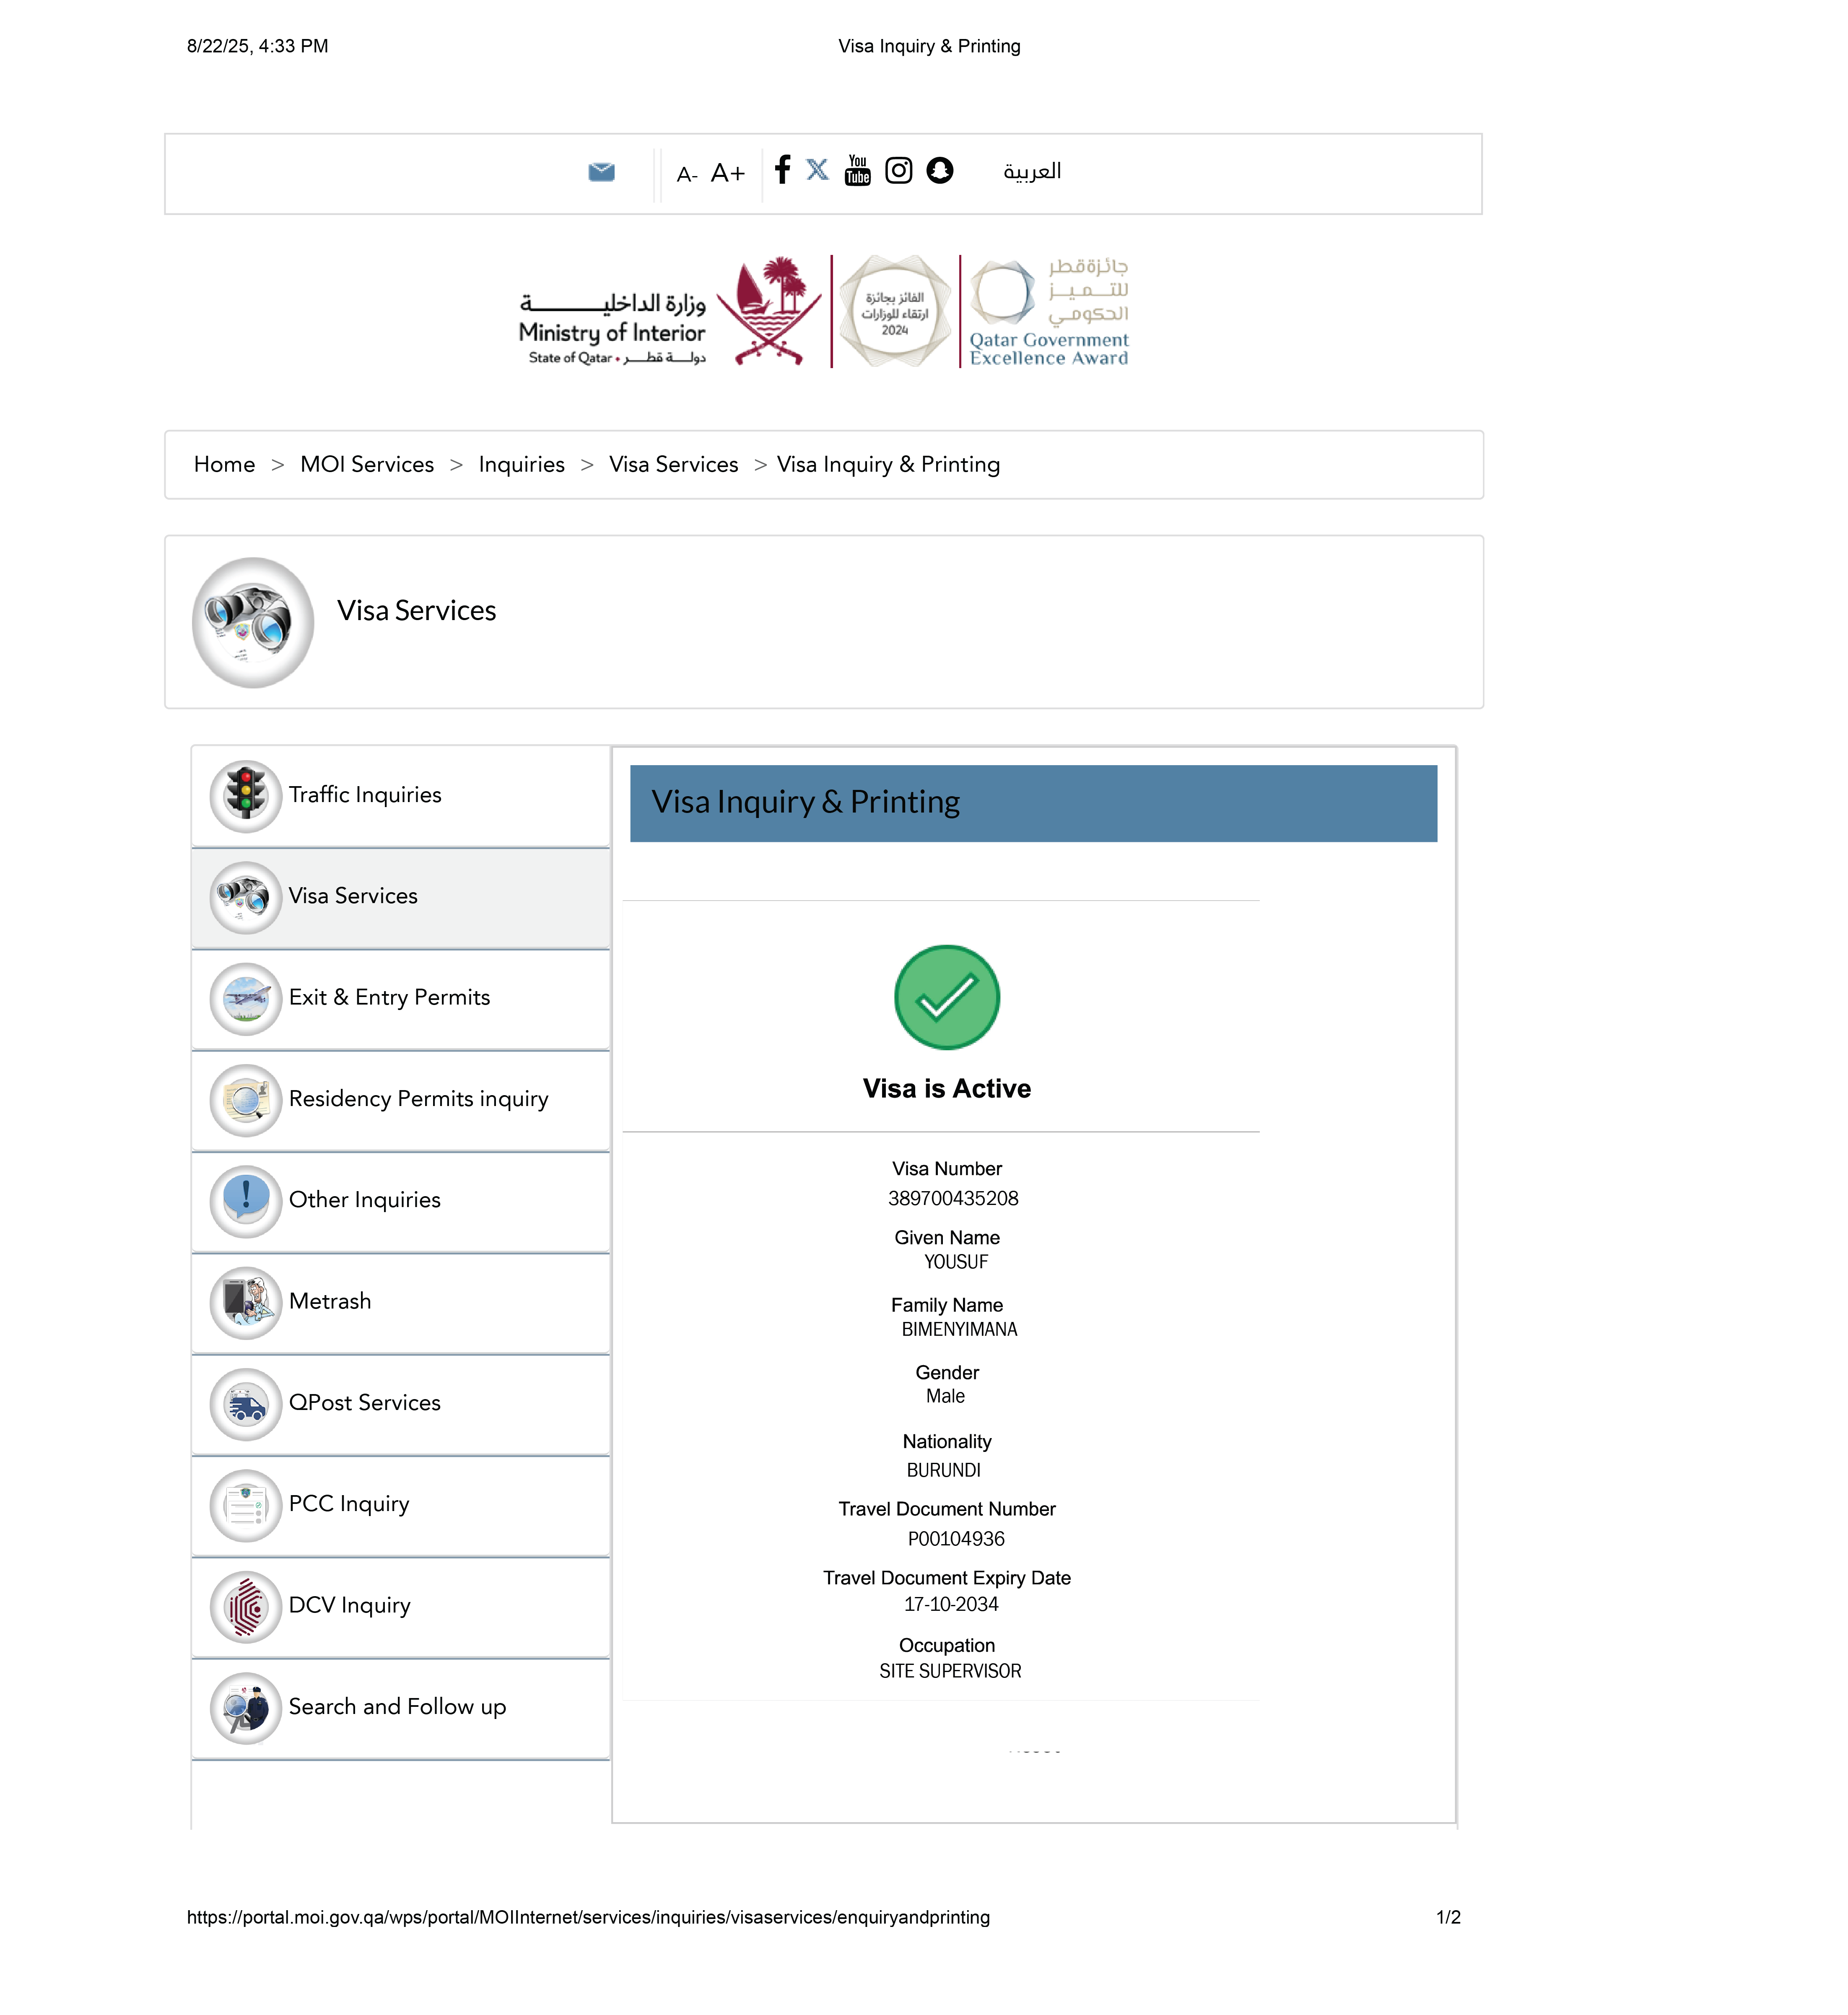 8/22/25, 4:33 PM
Visa Inquiry & Printing
A- A+
You
Tube
العربية
وزارة الداخليـــــــــة
Ministry of Interior
State of Qatar • دولـــة قطـــر
الفائز بجائزة
ارتقاء للوزارات
2024
جائزة قطر
للتـــميـــز
الحكومـي
Qatar Government
Excellence Award
Home > MOI Services > Inquiries > Visa Services > Visa Inquiry & Printing
Visa Services
Traffic Inquiries
Visa Services
Exit & Entry Permits
Residency Permits inquiry
Other Inquiries
Metrash
QPost Services
PCC Inquiry
DCV Inquiry
Search and Follow up
Visa Inquiry & Printing
Visa is Active
Visa Number
389700435208
Given Name
YOUSUF
Family Name
BIMENYIMANA
Gender
Male
Nationality
BURUNDI
Travel Document Number
P00104936
Travel Document Expiry Date
17-10-2034
Occupation
SITE SUPERVISOR
https://portal.moi.gov.qa/wps/portal/MOIInternet/services/inquiries/visaservices/enquiryandprinting
1/2